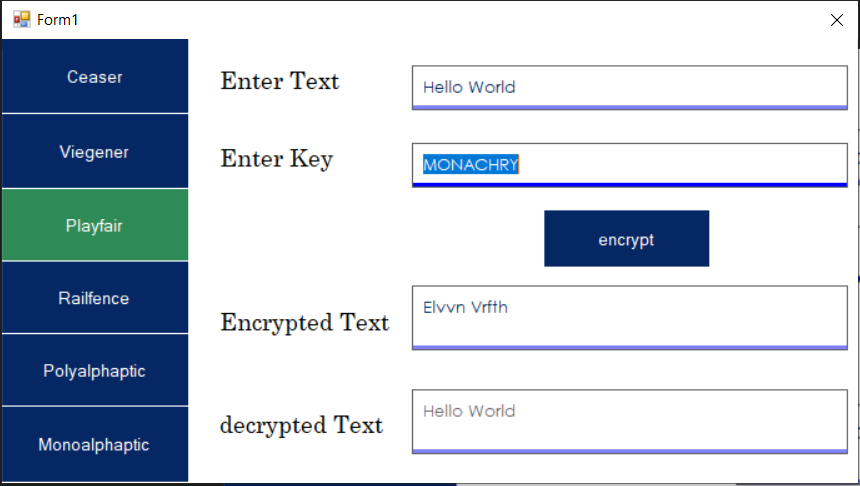 Form1
Ceaser
Viegener
Playfair
Railfence
Polyalphaptic
Monoalphaptic
Enter Text
Hello World
Enter Key
MONACHRY
encrypt
Encrypted Text
Elvvn Vrfth
decrypted Text
Hello World